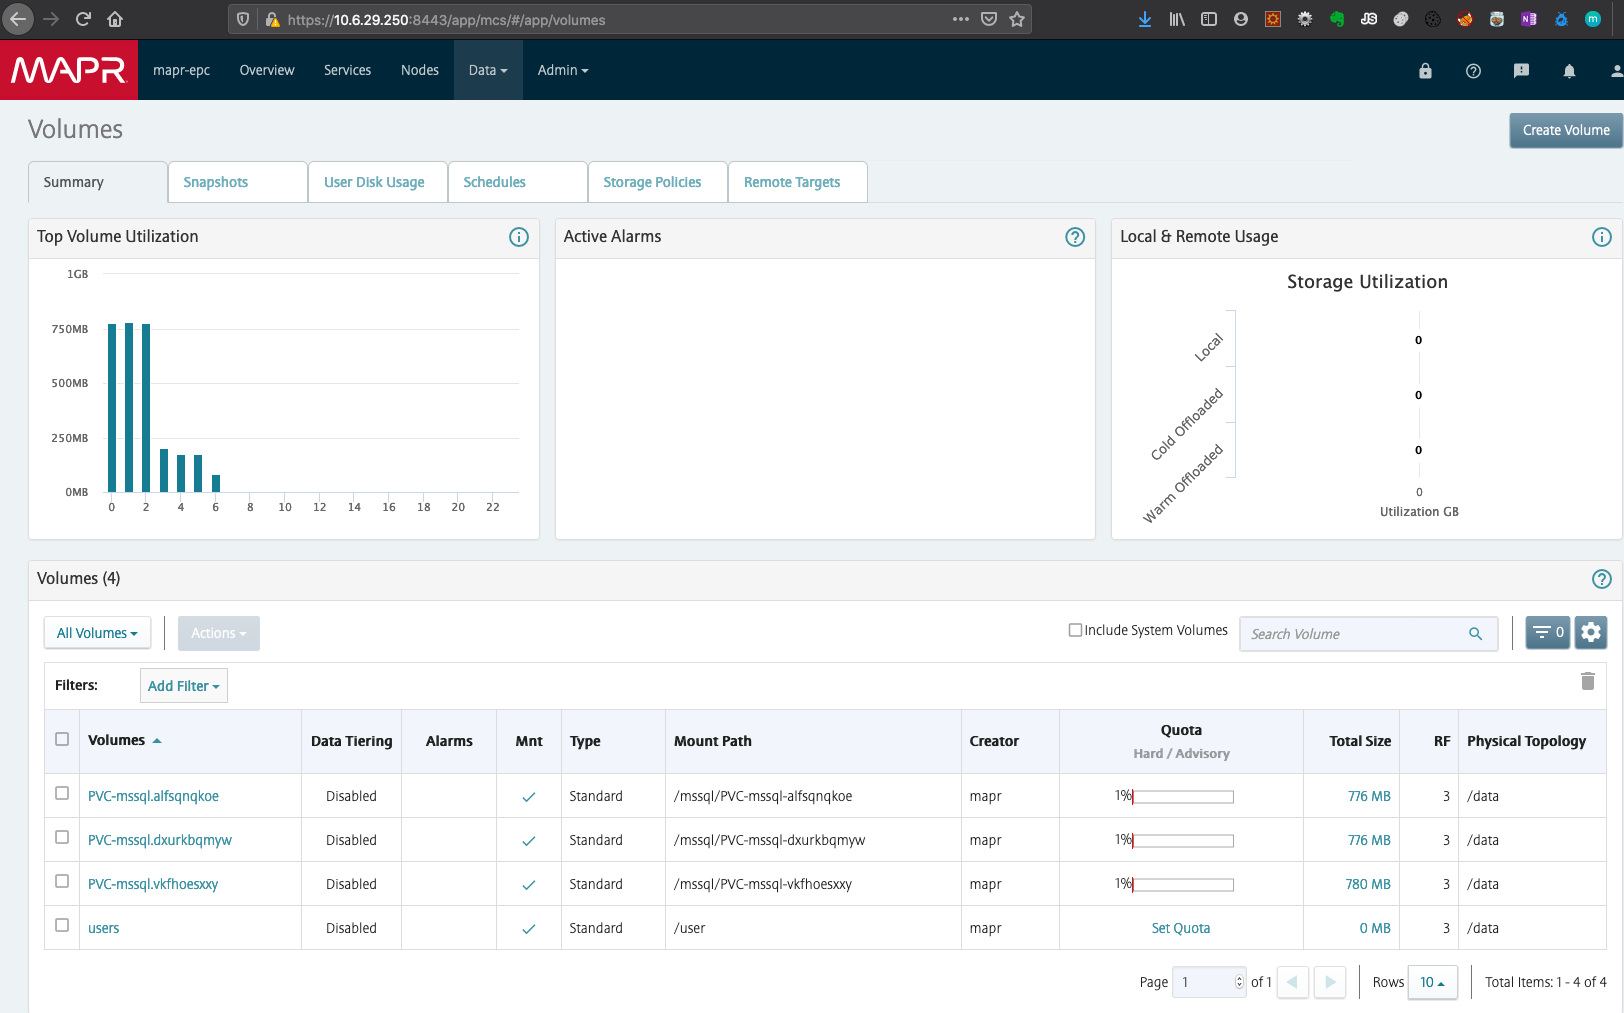 https://10.6.29.250:8443/app/mcs/#/app/volumes
MAPR mapr-epc Overview Services Nodes Data Admin
Volumes
Create Volume
Summary Snapshots User Disk Usage Schedules Storage Policies Remote Targets
Top Volume Utilization
1GB
750MB
500MB
250MB
0MB
0 2 4 6 8 10 12 14 16 18 20 22
Active Alarms
Local & Remote Usage
Storage Utilization
Local 0
Cold Offloaded 0
Warm Offloaded 0
0
Utilization GB
Volumes (4)
All Volumes Actions Include System Volumes Search Volume 0
Filters: Add Filter
Volumes Data Tiering Alarms Mnt Type Mount Path Creator Quota Hard / Advisory Total Size RF Physical Topology
PVC-mssql.alfsqnqkoe Disabled Standard /mssql/PVC-mssql-alfsqnqkoe mapr 1% 776 MB 3 /data
PVC-mssql.dxurkbqmyw Disabled Standard /mssql/PVC-mssql-dxurkbqmyw mapr 1% 776 MB 3 /data
PVC-mssql.vkfhoesxxy Disabled Standard /mssql/PVC-mssql-vkfhoesxxy mapr 1% 780 MB 3 /data
users Disabled Standard /user mapr Set Quota 0 MB 3 /data
Page 1 of 1 Rows 10 Total Items: 1 - 4 of 4